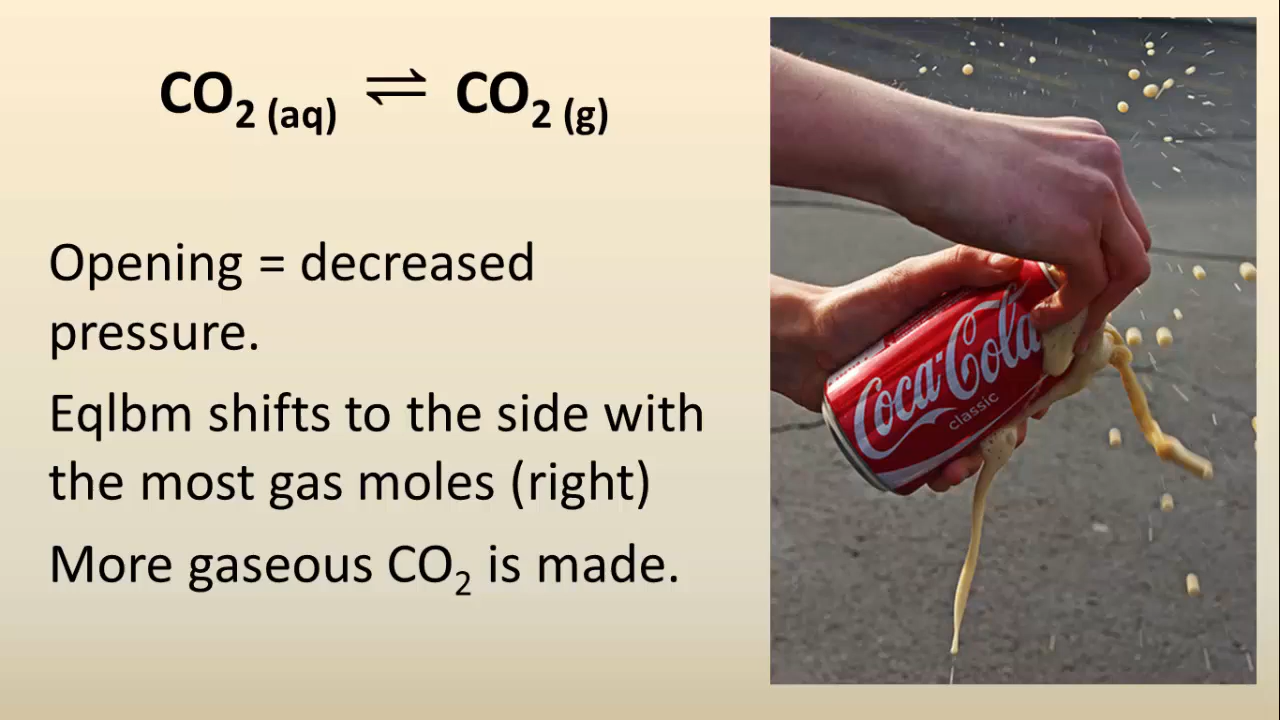 CO₂ (aq) ⇌ CO₂ (g)
Opening = decreased
pressure.
Eqlbm shifts to the side with
the most gas moles (right)
More gaseous CO₂ is made.
Coca-Cola
classic